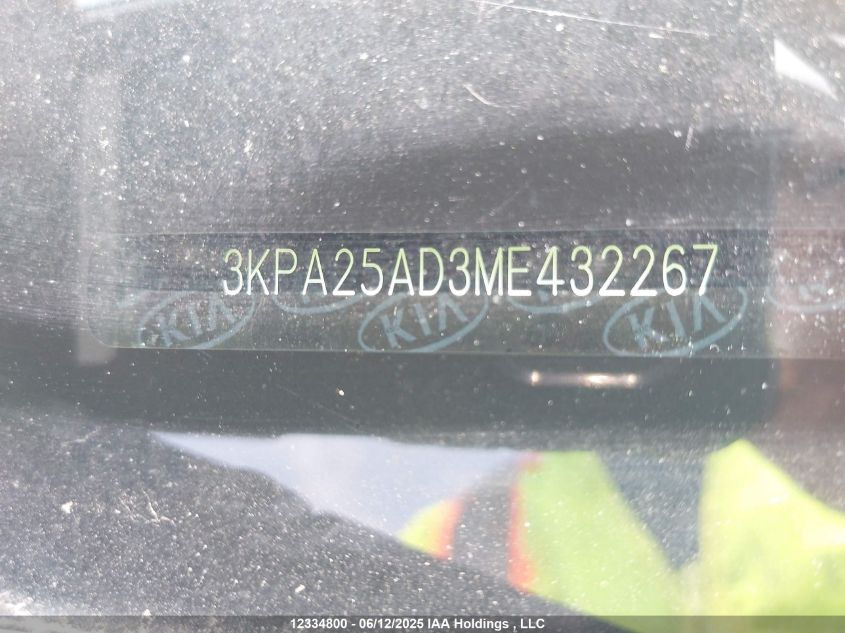 3KPA25AD3ME432267
KIA KIA KIA
12334800 - 06/12/2025 IAA Holdings , LLC